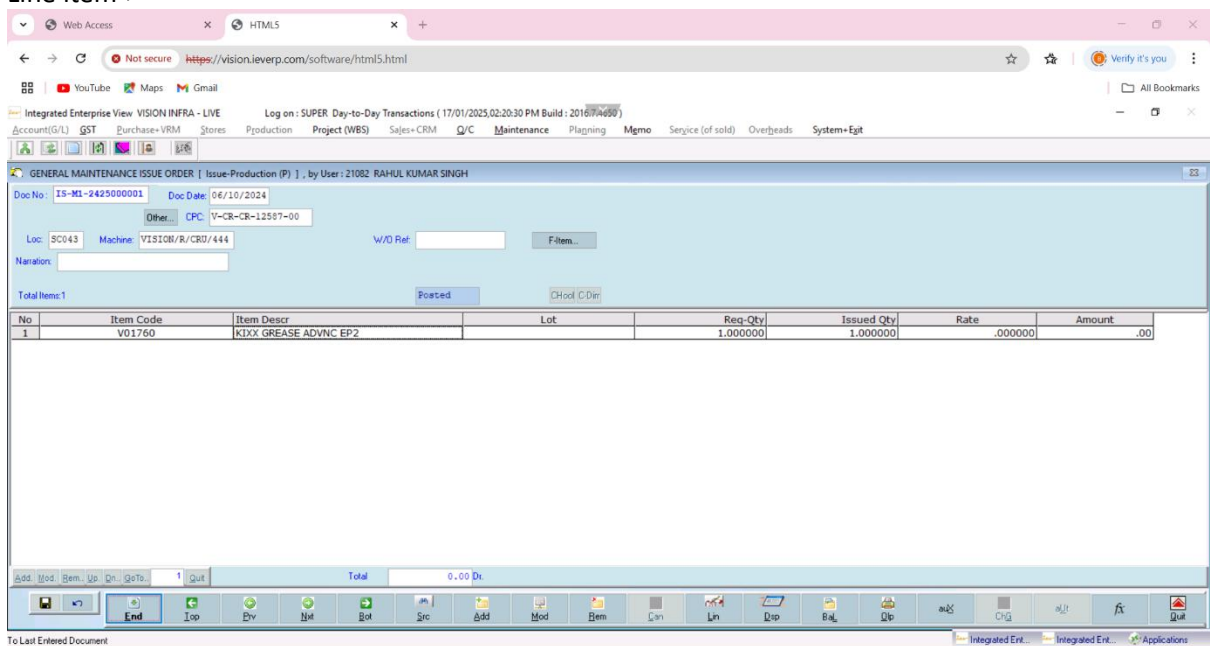 Line item :
Web Access
HTML5
Not secure https://vision.ieverp.com/software/html5.html
Verify it's you
YouTube Maps Gmail
All Bookmarks
Integrated Enterprise View VISION INFRA - LIVE Log on : SUPER Day-to-Day Transactions ( 17/01/2025,02:20:30 PM Build : 2016.7.4650 )
Account(G/L) GST Purchase+VRM Stores Production Project (WBS) Sales+CRM Q/C Maintenance Planning Memo Service (of sold) Overheads System+Exit
GENERAL MAINTENANCE ISSUE ORDER [ Issue-Production (P) ] , by User : 21082 RAHUL KUMAR SINGH
Doc No : IS-M1-2425000001 Doc Date: 06/10/2024
Other... CPC: V-CR-CR-12587-00
Loc: SC043 Machine: VISION/R/CRU/444 W/O Ref: F-Item...
Narration:
Total Items:1 Posted CHool C-Dirr
No Item Code Item Descr Lot Req-Qty Issued Qty Rate Amount
1 V01760 KIXX GREASE ADVNC EP2 1.000000 1.000000 .000000 .00
Add. Mod. Rem.. Up. Dn.. GoTo.. 1 Quit Total 0.00 Dr.
End Top Prv Nxt Bot Src Add Mod Rem Can Lin Dsp Bal Dlp auX ChG aUt fx Quit
To Last Entered Document
Integrated Ent... Integrated Ent... Applications